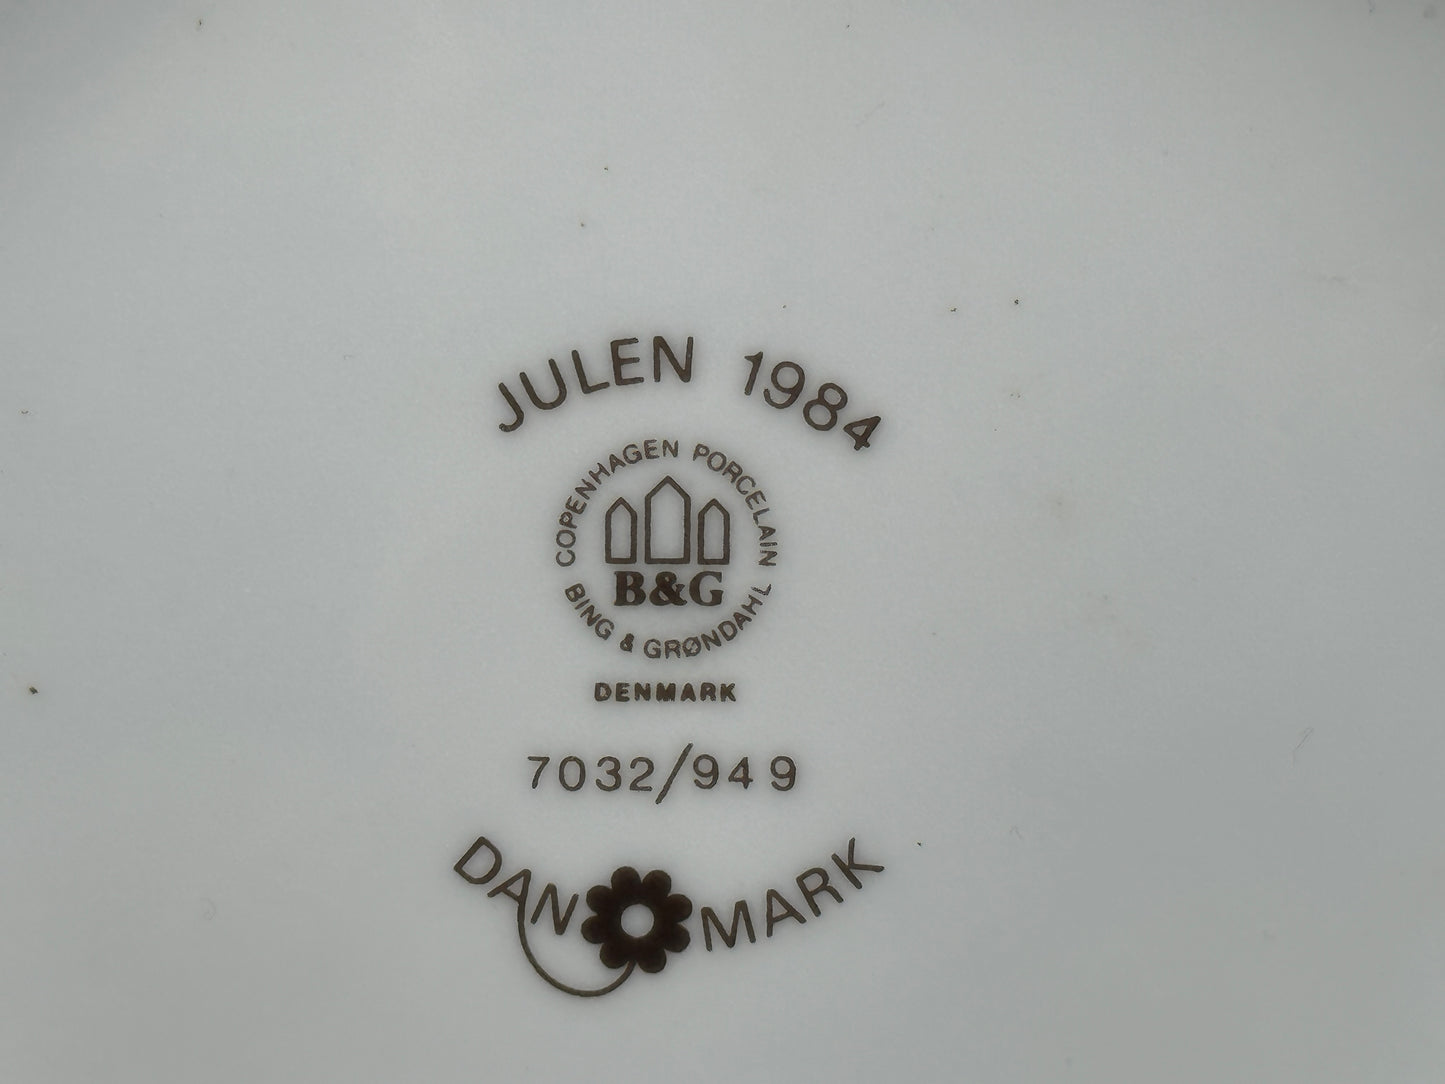 JULEN 1984
COPENHAGEN PORCELAIN
B&G
BING & GRØNDAHL
DENMARK
7032/949
DANMARK